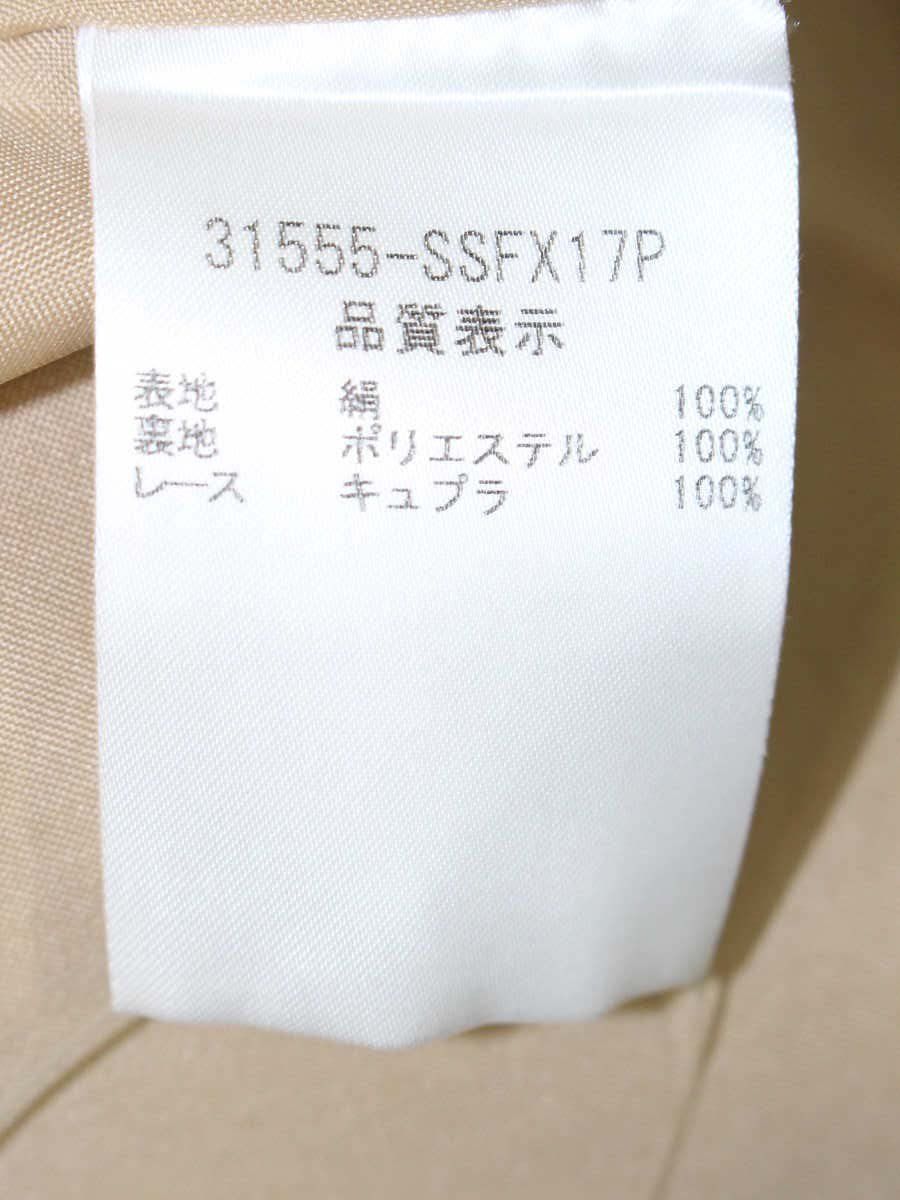 31555-SSFX17P
品質表示
表地 絹 100%
裏地 ポリエステル 100%
レース キュプラ 100%